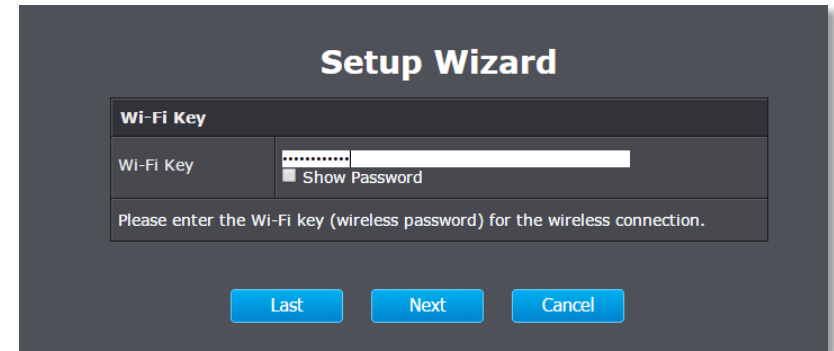 Setup Wizard
Wi-Fi Key
Wi-Fi Key
••••••••••••
Show Password
Please enter the Wi-Fi key (wireless password) for the wireless connection.
Last Next Cancel